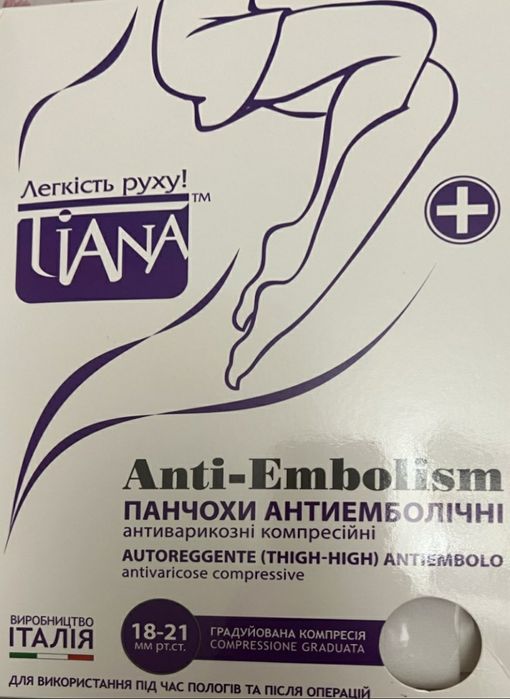 Легкість руху!
TIANA™
Anti-Embolism
ПАНЧОХИ АНТИЕМБОЛІЧНІ
антиварикозні компресійні
AUTOREGGENTE (THIGH-HIGH) ANTIEMBOLO
antivaricose compressive
ВИРОБНИЦТВО
ІТАЛІЯ
18-21
мм рт.ст.
ГРАДУЙОВАНА КОМПРЕСІЯ
COMPRESSIONE GRADUATA
ДЛЯ ВИКОРИСТАННЯ ПІД ЧАС ПОЛОГІВ ТА ПІСЛЯ ОПЕРАЦІЙ